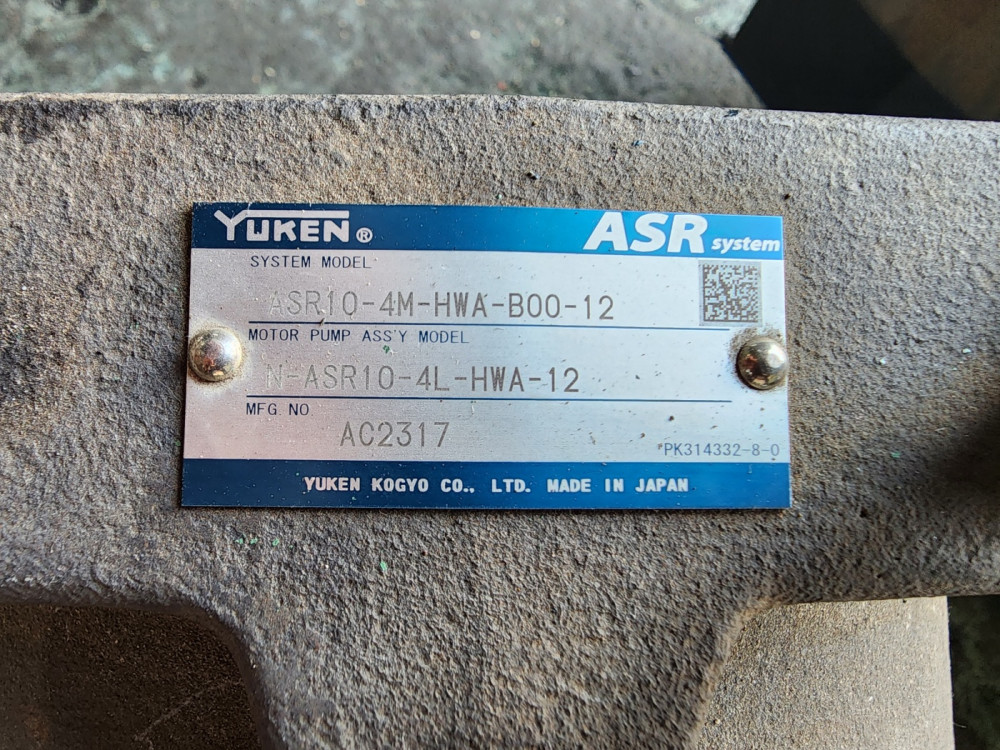 YUKEN®
ASR system
SYSTEM MODEL
ASR10-4M-HWA-B00-12
MOTOR PUMP ASS'Y MODEL
N-ASR10-4L-HWA-12
MFG NO
AC2317
PK314332-8-0
YUKEN KOGYO CO., LTD. MADE IN JAPAN